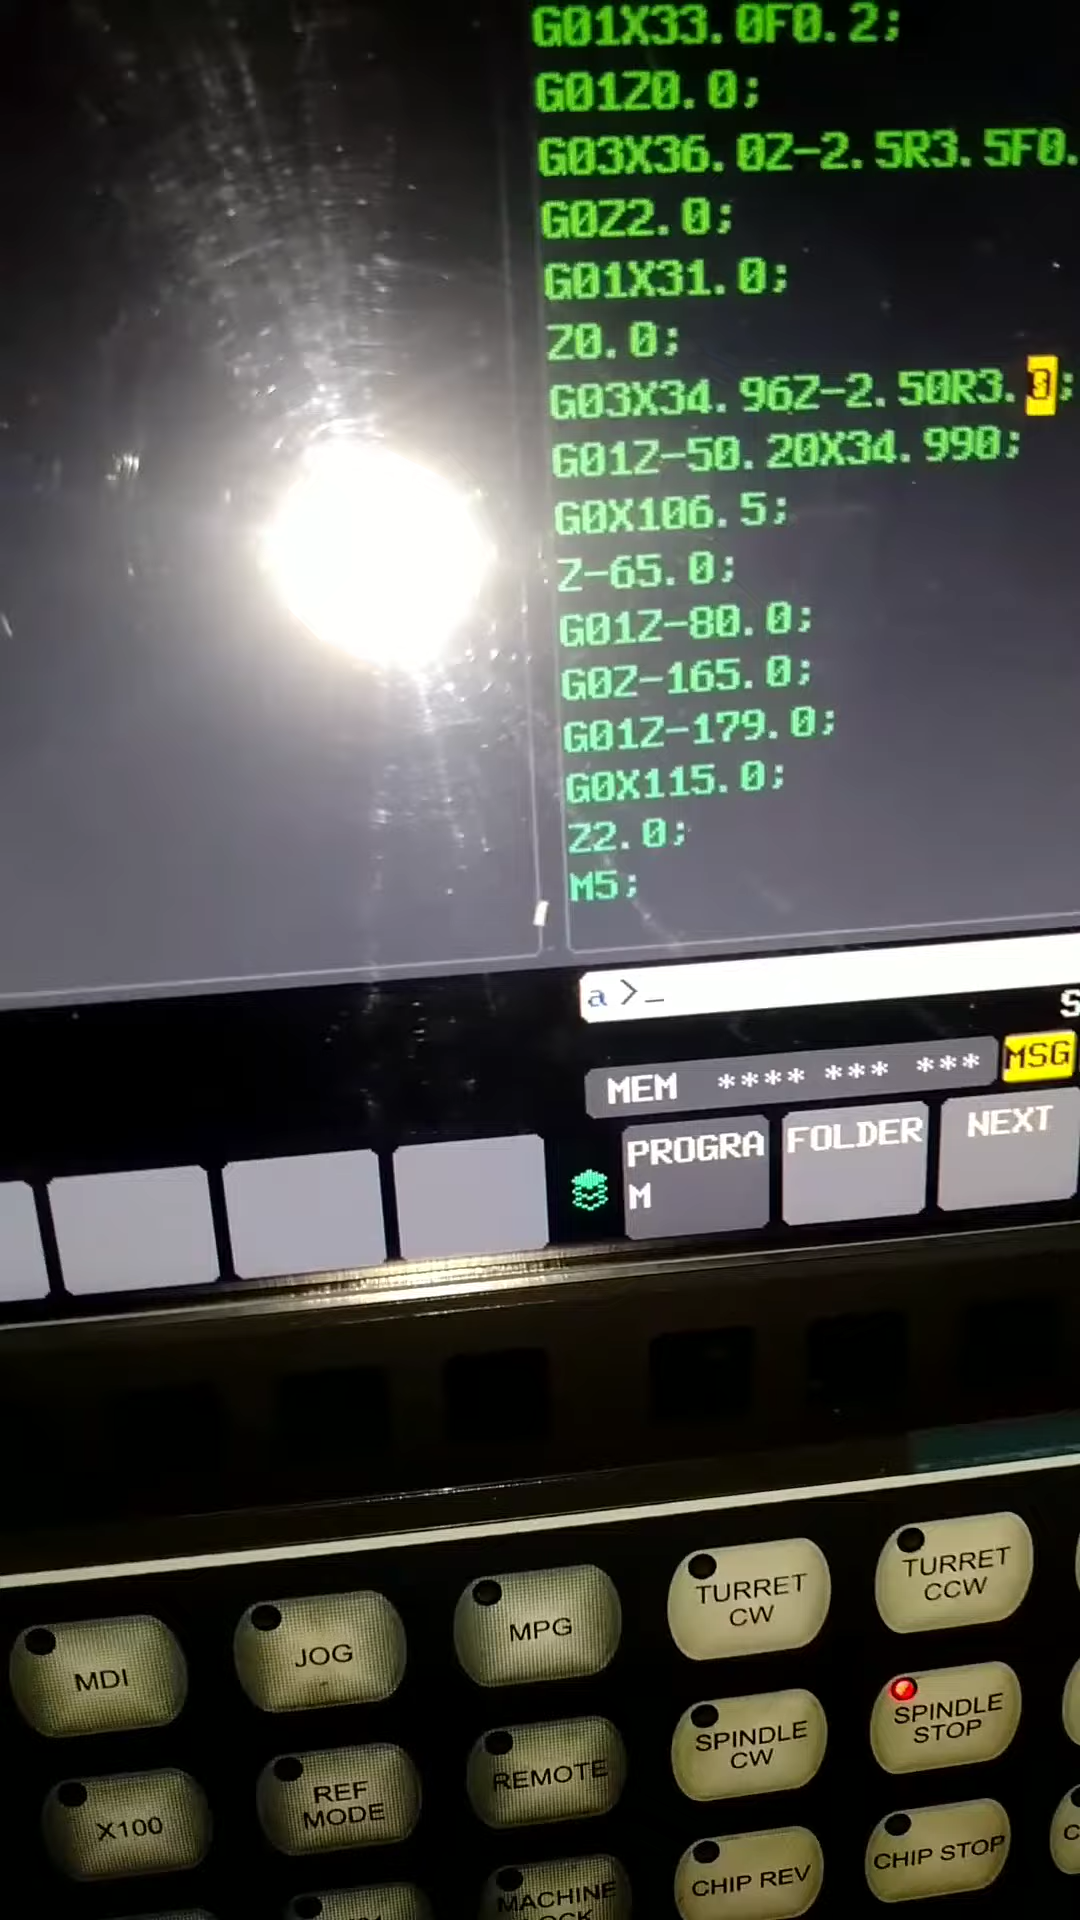 G01X33.0F0.2;
G01Z0.0;
G03X36.0Z-2.5R3.5F0.
G0Z2.0;
G01X31.0;
Z0.0;
G03X34.96Z-2.50R3.0;
G01Z-50.20X34.990;
G0X106.5;
Z-65.0;
G01Z-80.0;
G0Z-165.0;
G01Z-179.0;
G0X115.0;
Z2.0;
M5;
a >_
S
MEM **** *** *** MSG
PROGRA
M
FOLDER
NEXT
MDI
JOG
MPG
TURRET
CW
TURRET
CCW
X100
REF
MODE
REMOTE
SPINDLE
CW
SPINDLE
STOP
MACHINE
CHIP REV
CHIP STOP